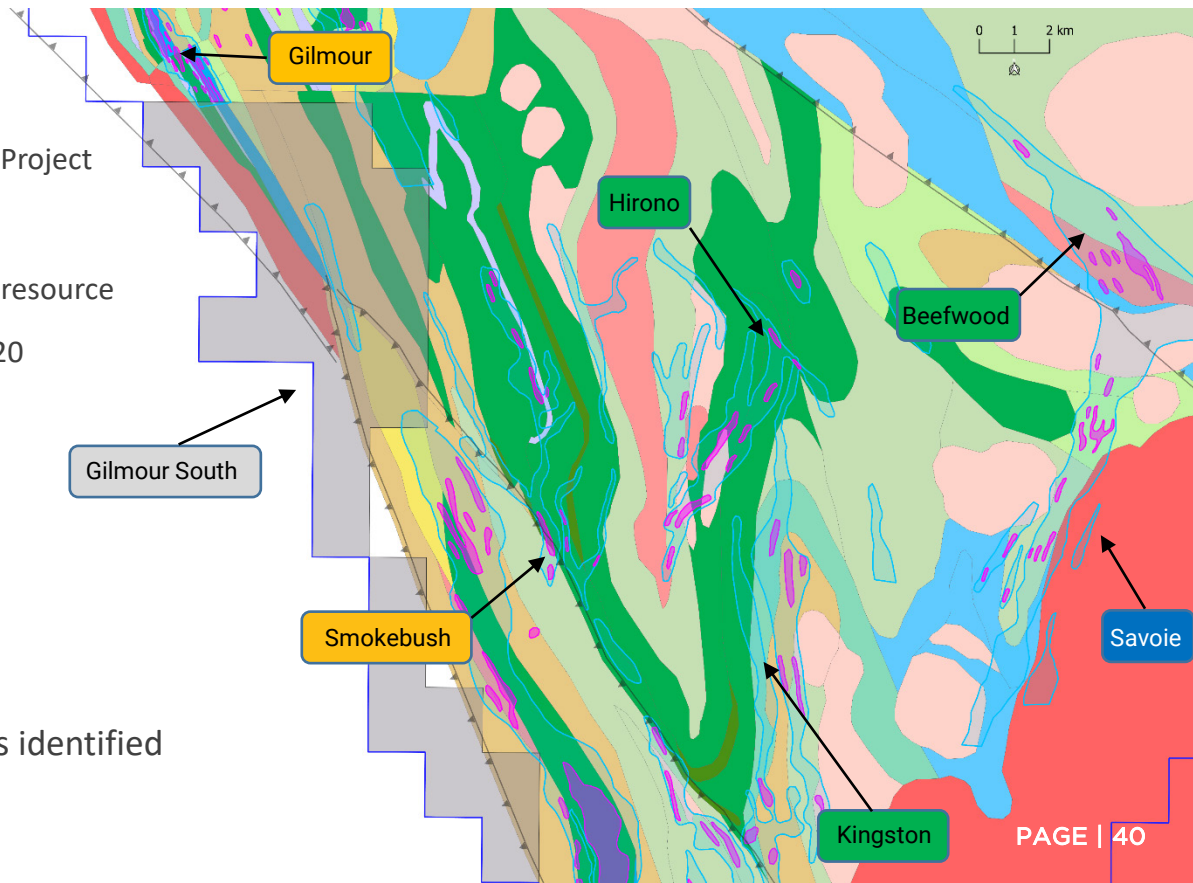 Gilmour
0 1 2 km
Project
Hirono
resource
Beefwood
20
Gilmour South
Smokebush
Savoie
s identified
Kingston
PAGE | 40